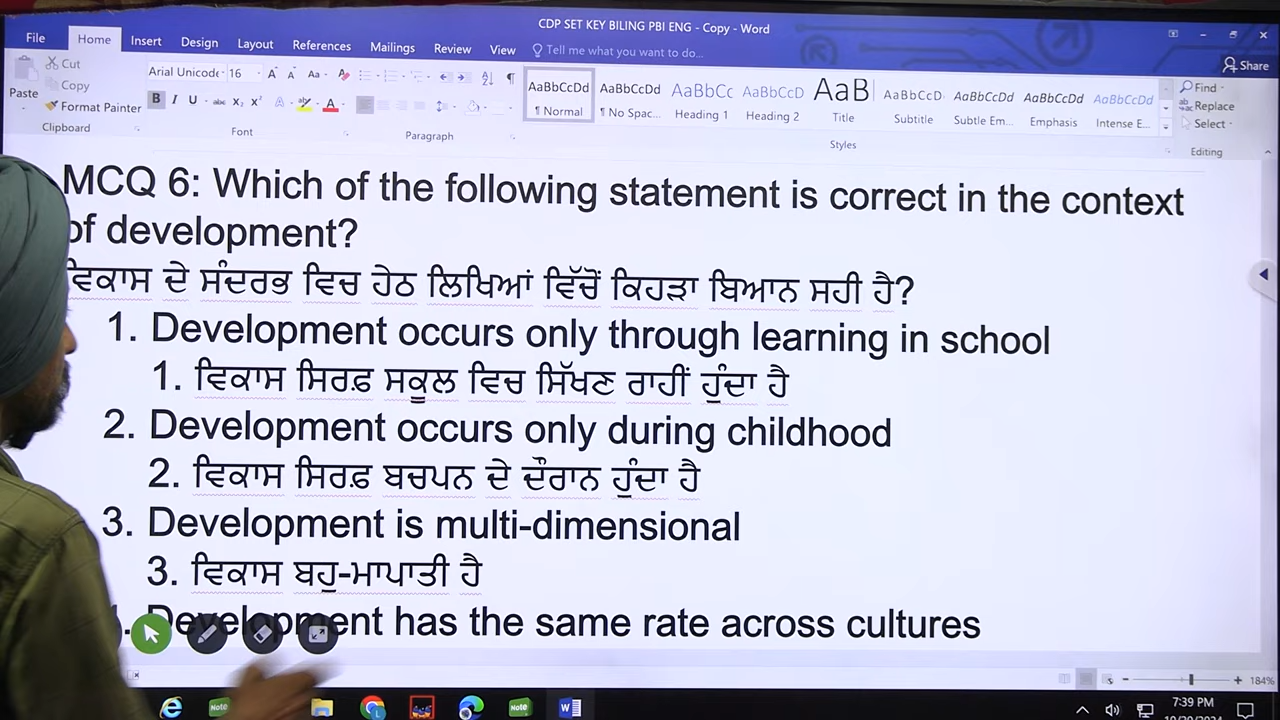 CDP SET KEY BILING PBI ENG - Copy - Word
File Home Insert Design Layout References Mailings Review View Tell me what you want to do...
Share
Cut
Copy
Paste
Format Painter
Clipboard
Arial Unicode 16
Font
Paragraph
AaBbCcDd AaBbCcDd AaBbCc AaBbCcD AaB AaBbCcD AaBbCcDd AaBbCcDd AaBbCcDd
¶ Normal ¶ No Spac... Heading 1 Heading 2 Title Subtitle Subtle Em... Emphasis Intense E...
Styles
Find
Replace
Select
Editing
MCQ 6: Which of the following statement is correct in the context
of development?
ਵਿਕਾਸ ਦੇ ਸੰਦਰਭ ਵਿਚ ਹੇਠ ਲਿਖਿਆਂ ਵਿੱਚੋਂ ਕਿਹੜਾ ਬਿਆਨ ਸਹੀ ਹੈ?
1. Development occurs only through learning in school
1. ਵਿਕਾਸ ਸਿਰਫ਼ ਸਕੂਲ ਵਿਚ ਸਿੱਖਣ ਰਾਹੀਂ ਹੁੰਦਾ ਹੈ
2. Development occurs only during childhood
2. ਵਿਕਾਸ ਸਿਰਫ਼ ਬਚਪਨ ਦੇ ਦੌਰਾਨ ਹੁੰਦਾ ਹੈ
3. Development is multi-dimensional
3. ਵਿਕਾਸ ਬਹੁ-ਮਾਪਾਤੀ ਹੈ
Development has the same rate across cultures
184%
Note
Note
7:39 PM